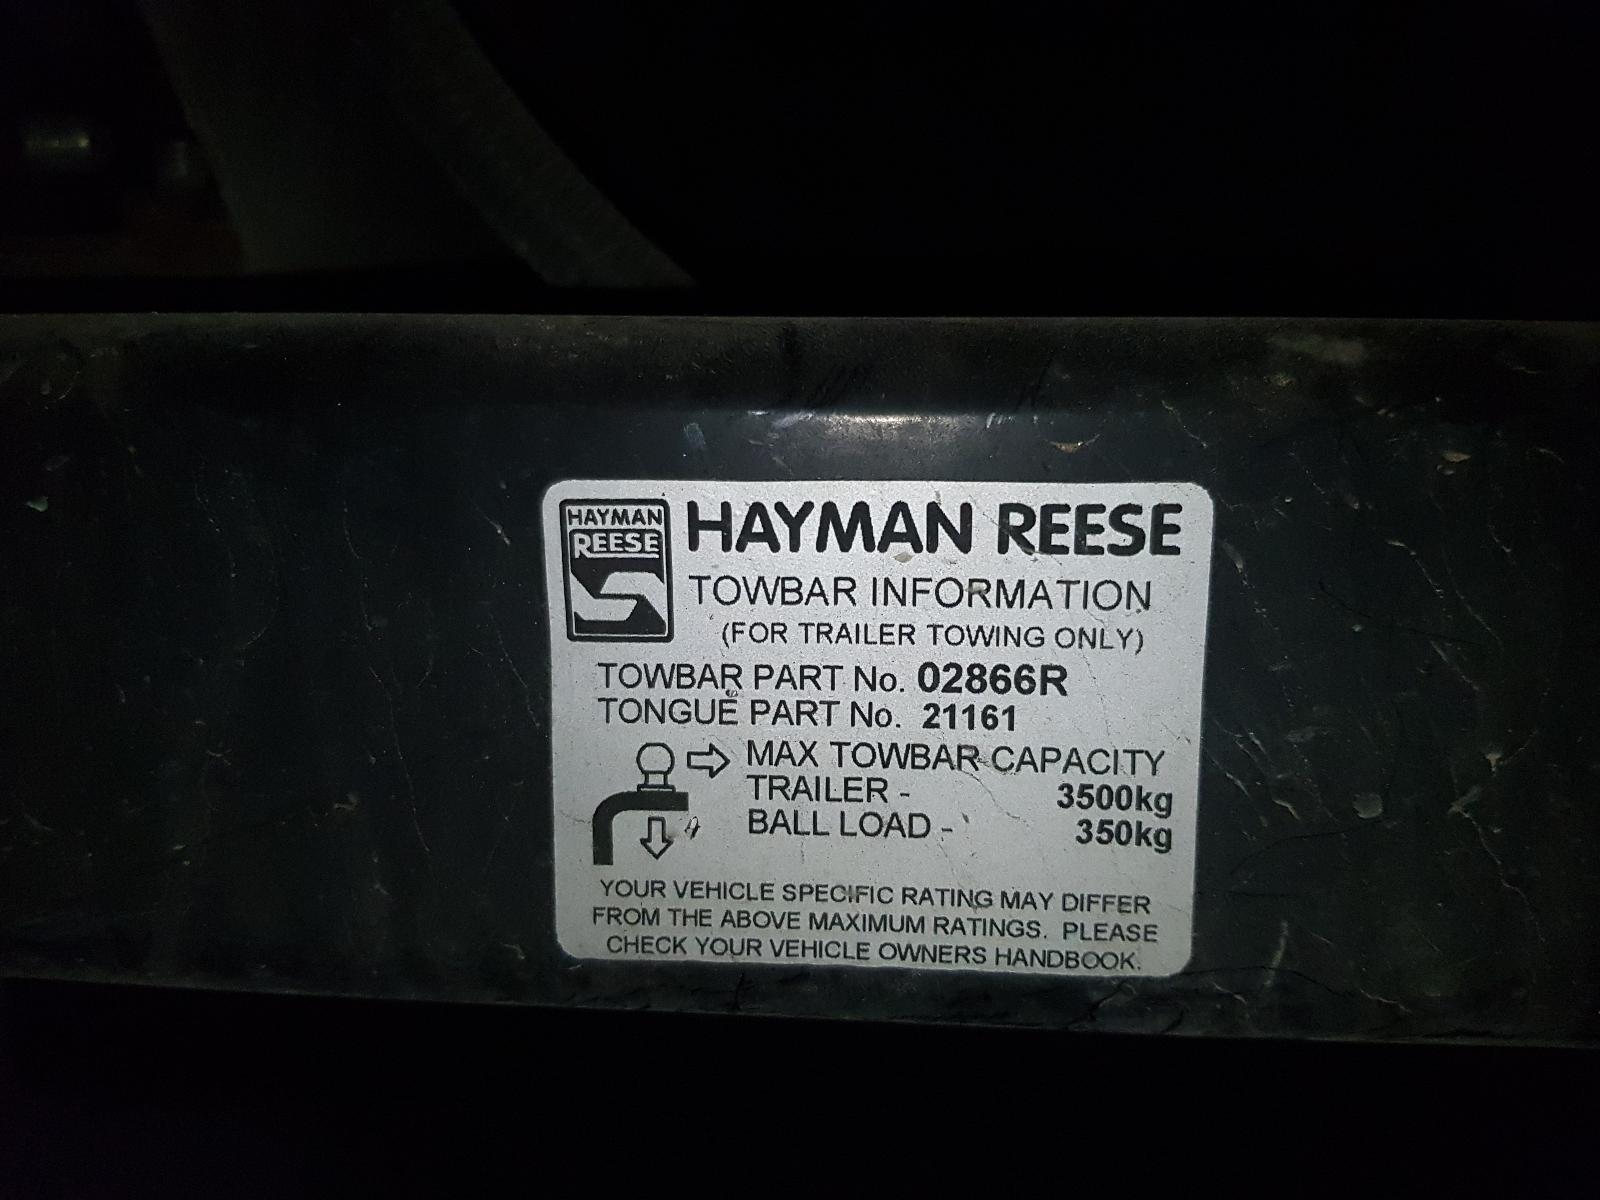 HAYMAN
REESE
HAYMAN REESE
TOWBAR INFORMATION
(FOR TRAILER TOWING ONLY)
TOWBAR PART No. 02866R
TONGUE PART No. 21161
MAX TOWBAR CAPACITY
TRAILER - 3500kg
BALL LOAD - 350kg
YOUR VEHICLE SPECIFIC RATING MAY DIFFER
FROM THE ABOVE MAXIMUM RATINGS. PLEASE
CHECK YOUR VEHICLE OWNERS HANDBOOK.